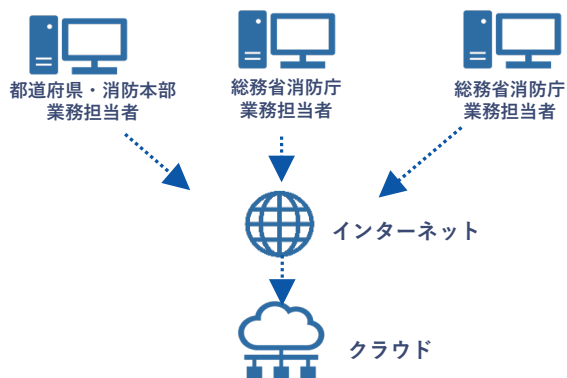 都道府県・消防本部
業務担当者
総務省消防庁
業務担当者
総務省消防庁
業務担当者
インターネット
クラウド